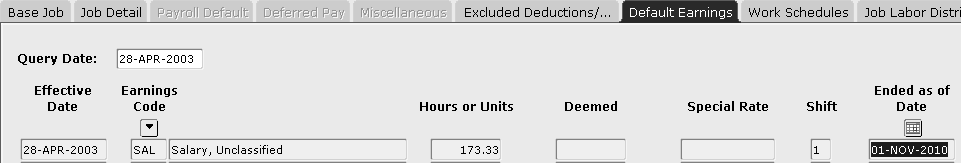 Base Job Job Detail Payroll Default Deferred Pay Miscellaneous Excluded Deductions/... Default Earnings Work Schedules Job Labor Distri
Query Date: 28-APR-2003
Effective Earnings Ended as of
Date Code Hours or Units Deemed Special Rate Shift Date
28-APR-2003 SAL Salary, Unclassified 173.33 1 01-NOV-2010